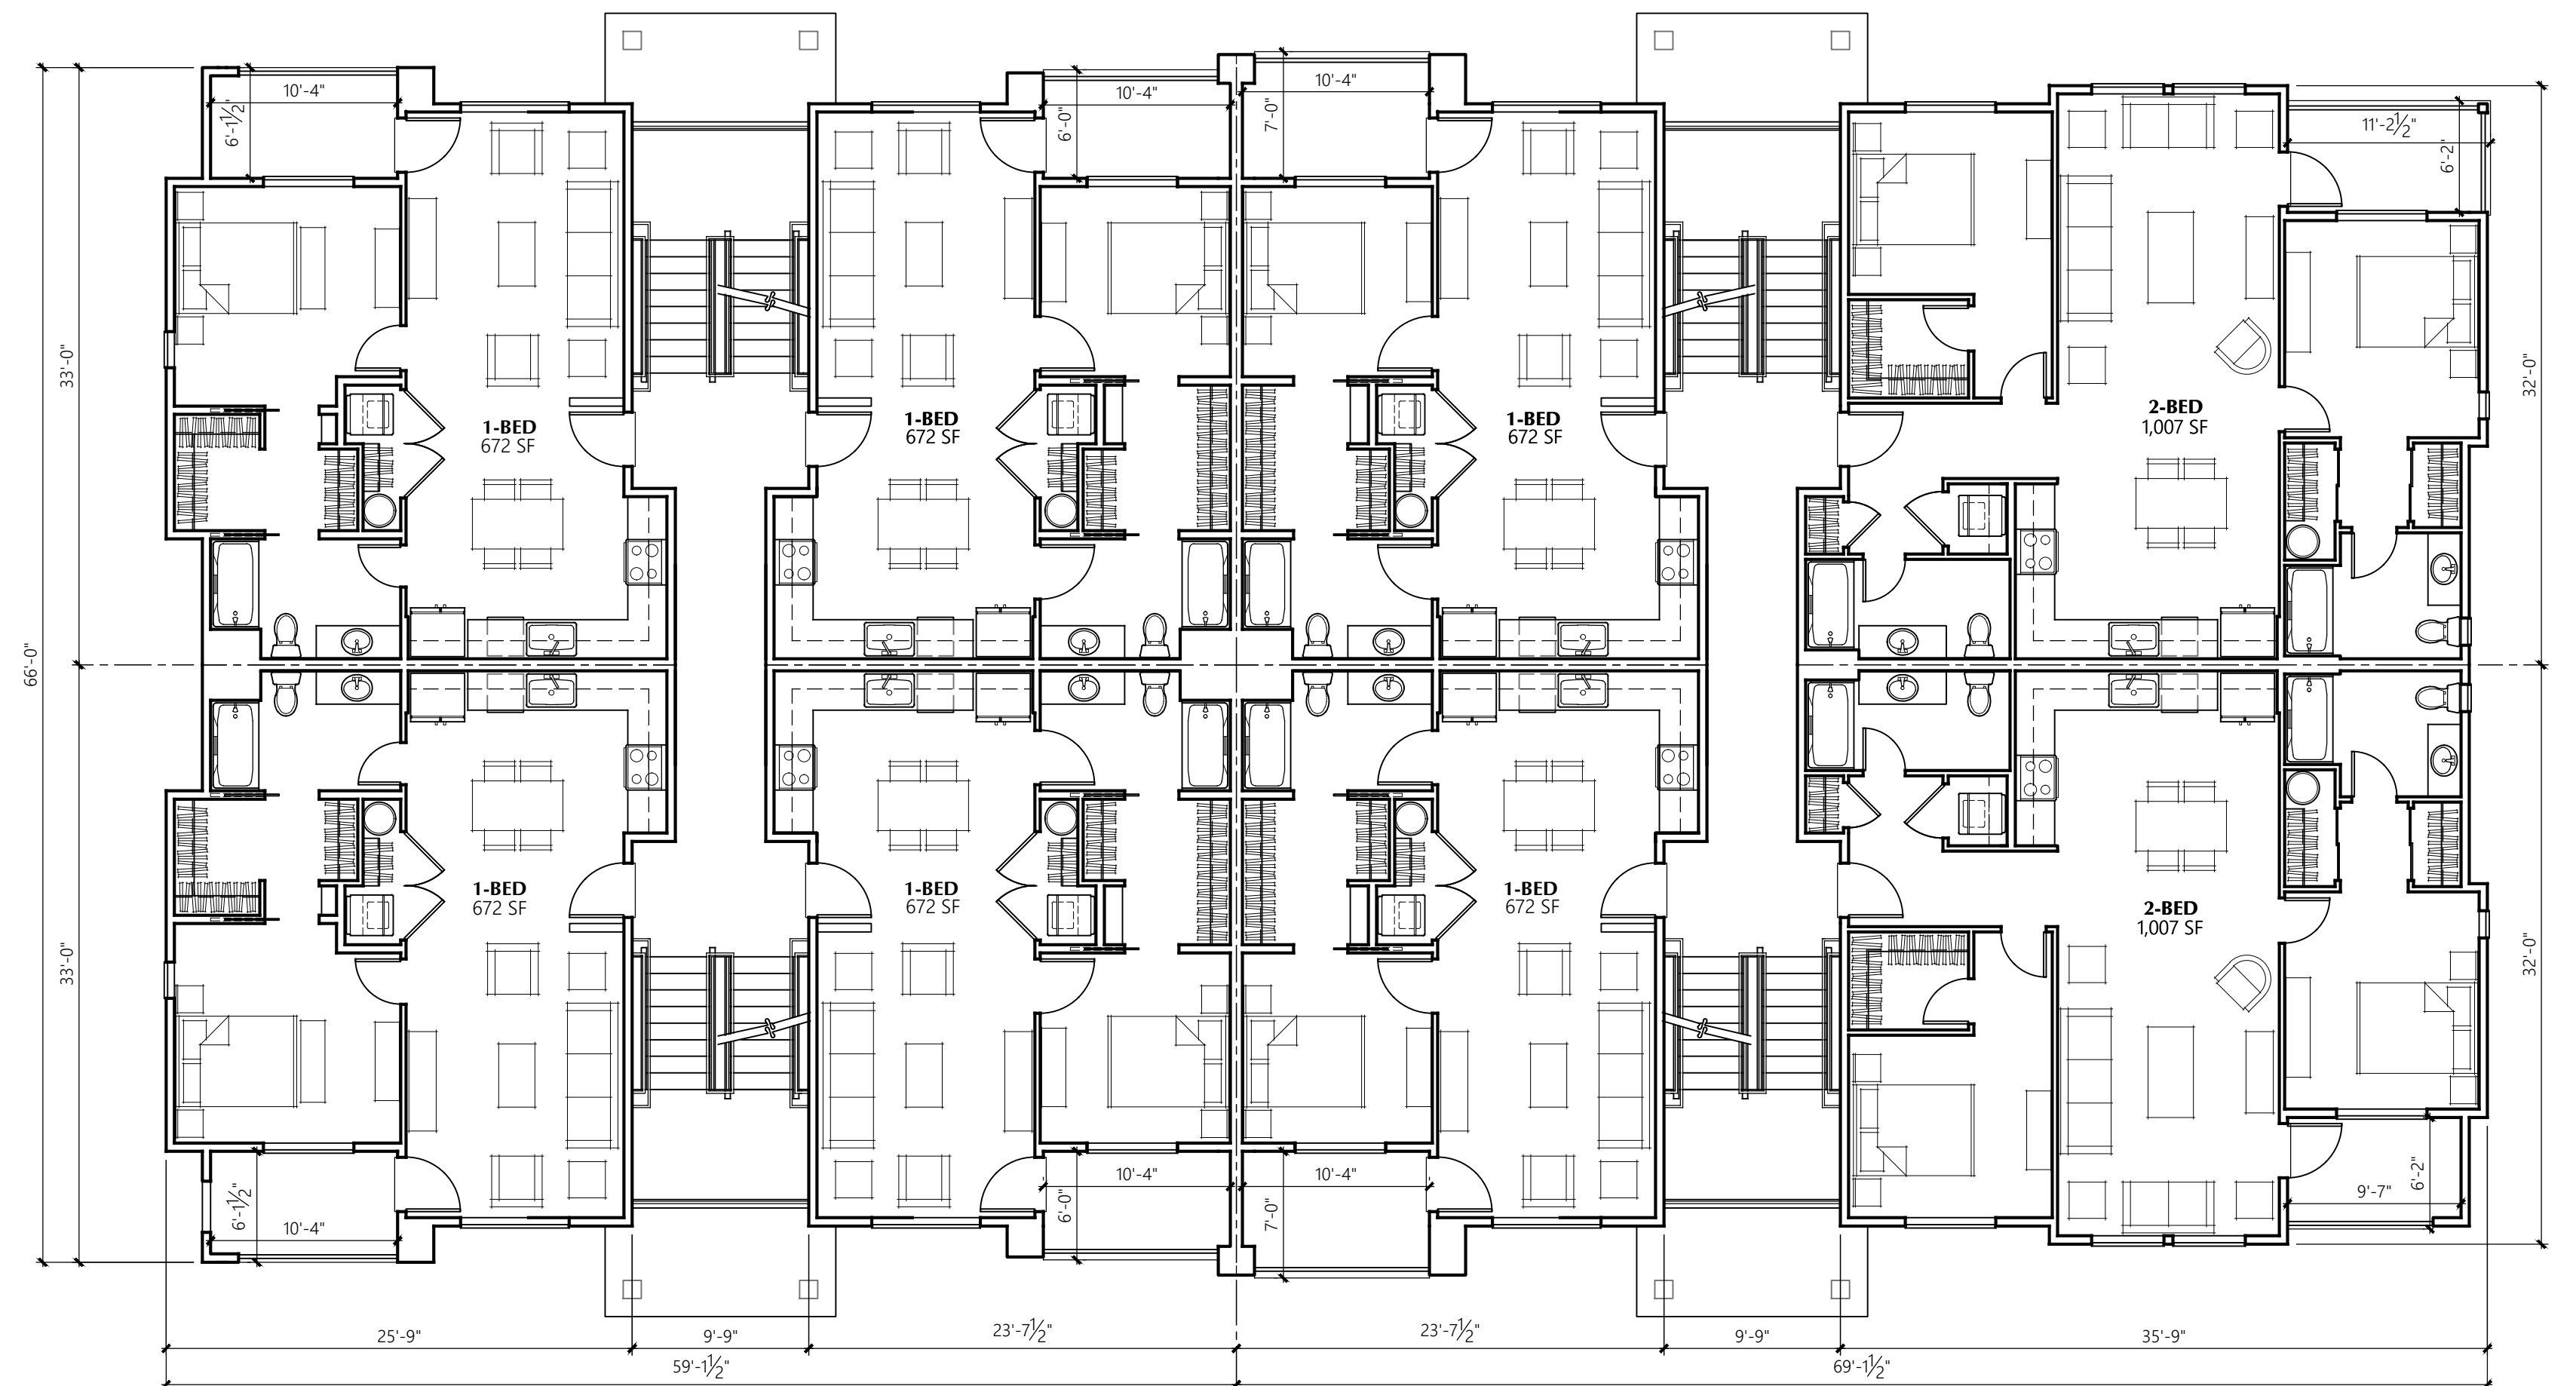 10'-4"
6'-1½"
10'-4"
6'-0"
10'-4"
7'-0"
11'-2½"
6'-2"
33'-0"
32'-0"
1-BED
672 SF
1-BED
672 SF
1-BED
672 SF
2-BED
1,007 SF
66'-0"
1-BED
672 SF
1-BED
672 SF
1-BED
672 SF
2-BED
1,007 SF
33'-0"
32'-0"
6'-1½"
10'-4"
10'-4"
6'-0"
10'-4"
7'-0"
9'-7"
6'-2"
25'-9"
9'-9"
23'-7½"
23'-7½"
9'-9"
35'-9"
59'-1½"
69'-1½"